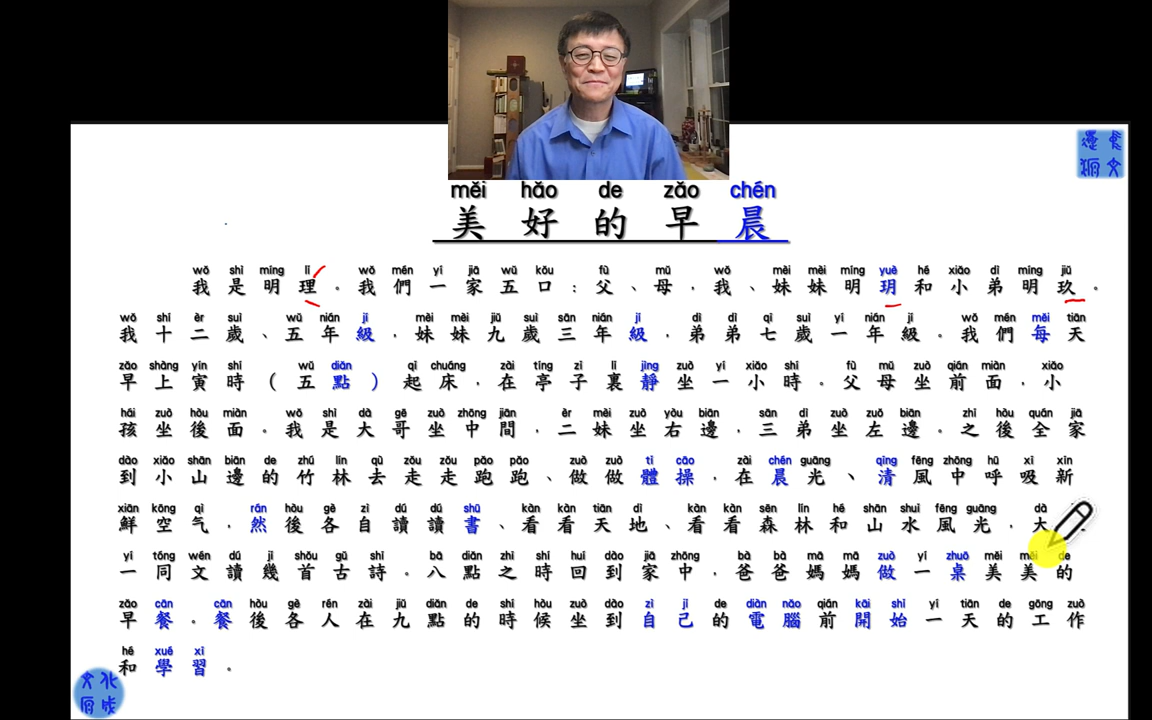 měi hǎo de zǎo chén
美好的早晨
wǒ shì míng lǐ wǒ mén yí jiā wǔ kǒu fù mǔ wǒ mèi mèi míng yuè hé xiǎo dì míng jiǔ
我是明理。我們一家五口：父、母，我、妹妹明玥和小弟明玖。
wǒ shí èr suì wǔ nián jí mèi mèi jiǔ suì sān nián jí dì dì qī suì yī nián jí wǒ mén měi tiān
我十二歲、五年級，妹妹九歲三年級，弟弟七歲一年級。我們每天
zǎo shàng yín shí wǔ diǎn qǐ chuáng zài tíng zǐ lǐ jìng zuò yī xiǎo shí fù mǔ zuò qián miàn xiǎo
早上寅時（五點）起床，在亭子裏靜坐一小時。父母坐前面，小
hái zuò hòu miàn wǒ shì dà gē zuò zhōng jiān èr mèi zuò yòu biān sān dì zuò zuǒ biān zhī hòu quán jiā
孩坐後面。我是大哥坐中間，二妹坐右邊，三弟坐左邊。之後全家
dào xiǎo shān biān de zhú lín qù zǒu zǒu pǎo pǎo zuò zuò tǐ cāo zài chén guāng qīng fēng zhōng hū xī xīn
到小山邊的竹林去走走跑跑、做做體操，在晨光、清風中呼吸新
xiān kōng qì rán hòu gè zì dú dú shū kàn kàn tiān dì kàn kàn sēn lín hé shān shuǐ fēng guāng dà
鮮空气，然後各自讀讀書、看看天地、看看森林和山水風光，大
yī tóng wén dú jǐ shǒu gǔ shī bā diǎn zhī shí huí dào jiā zhōng bà bà mā mā zuò yī zhuō měi měi de
一同文讀幾首古詩。八點之時回到家中，爸爸媽媽做一桌美美的
zǎo cān cān hòu gè rén zài jiǔ diǎn de shí hòu zuò dào zì jǐ de diàn nǎo qián kāi shǐ yī tiān de gōng zuò
早餐。餐後各人在九點的時候坐到自己的電腦前開始一天的工作
hé xué xí
和學習。